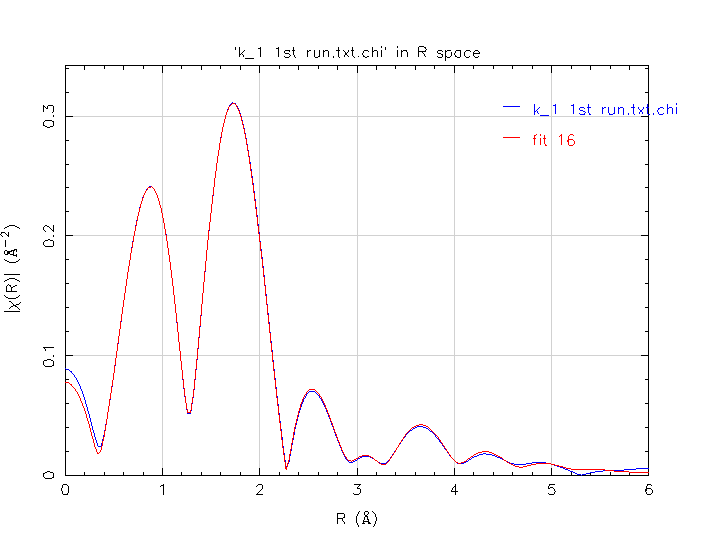 'k_1 1st run.txt.chi' in R space
k_1 1st run.txt.chi
fit 16
|χ(R)| (Å⁻²)
0.3
0.2
0.1
0
0 1 2 3 4 5 6
R (Å)